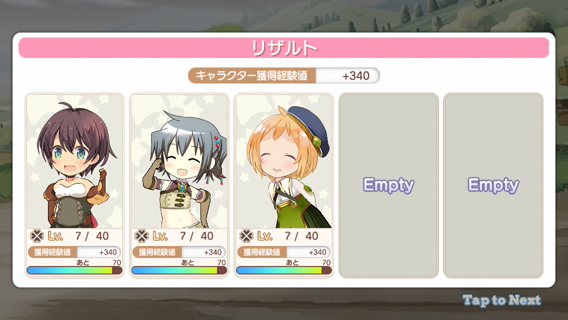 リザルト
キャラクター獲得経験値 +340
Lv. 7 / 40
獲得経験値 +340
あと 70
Lv. 7 / 40
獲得経験値 +340
あと 70
Lv. 7 / 40
獲得経験値 +340
あと 70
Empty
Empty
Tap to Next